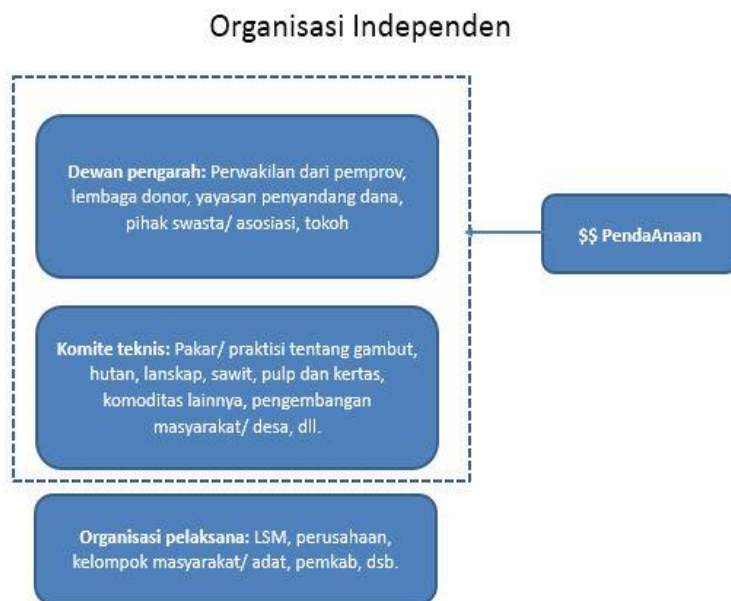 Organisasi Independen
Dewan pengarah: Perwakilan dari pemprov,
lembaga donor, yayasan penyandang dana,
pihak swasta/ asosiasi, tokoh
$$ PendaAnaan
Komite teknis: Pakar/ praktisi tentang gambut,
hutan, lanskap, sawit, pulp dan kertas,
komoditas lainnya, pengembangan
masyarakat/ desa, dll.
Organisasi pelaksana: LSM, perusahaan,
kelompok masyarakat/ adat, pemkab, dsb.